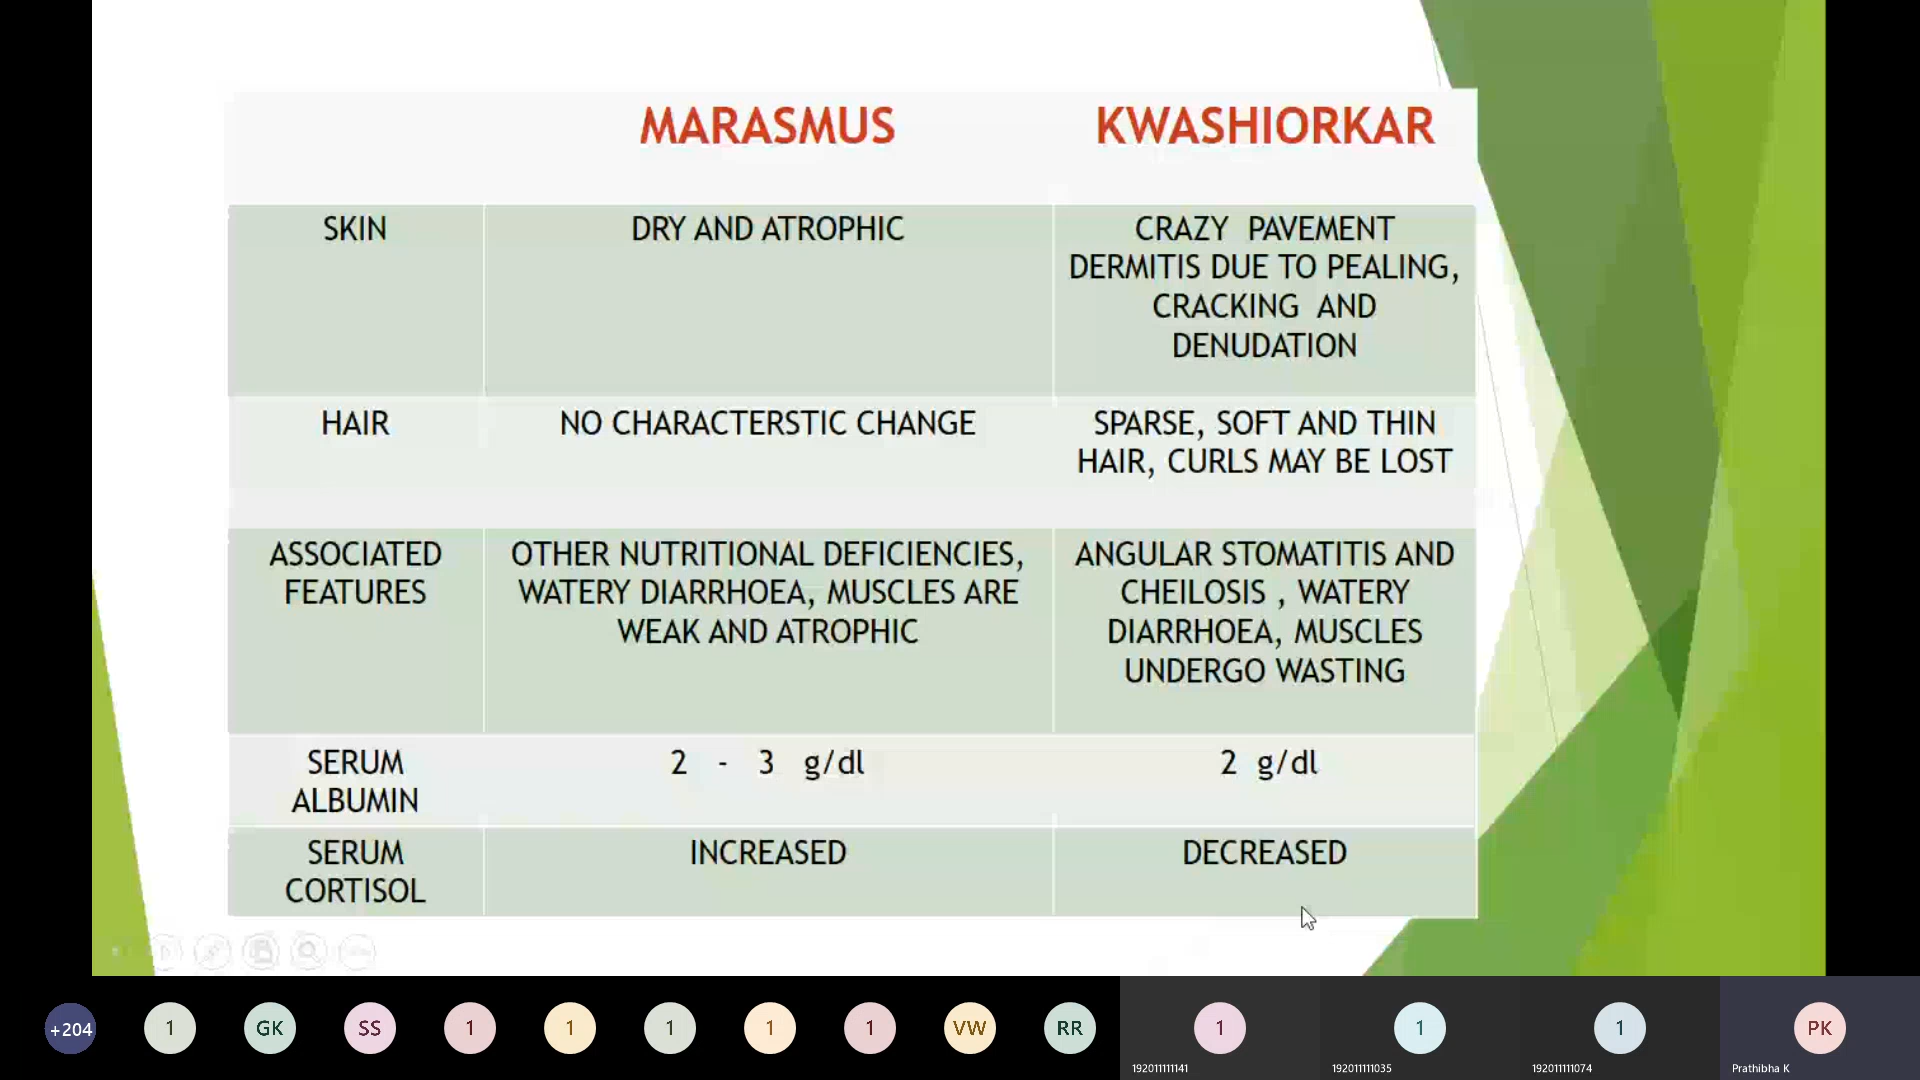 MARASMUS KWASHIORKAR
SKIN DRY AND ATROPHIC CRAZY PAVEMENT
DERMITIS DUE TO PEALING,
CRACKING AND
DENUDATION
HAIR NO CHARACTERSTIC CHANGE SPARSE, SOFT AND THIN
HAIR, CURLS MAY BE LOST
ASSOCIATED OTHER NUTRITIONAL DEFICIENCIES, ANGULAR STOMATITIS AND
FEATURES WATERY DIARRHOEA, MUSCLES ARE CHEILOSIS , WATERY
WEAK AND ATROPHIC DIARRHOEA, MUSCLES
UNDERGO WASTING
SERUM 2 - 3 g/dl 2 g/dl
ALBUMIN
SERUM INCREASED DECREASED
CORTISOL
+204 1 GK SS 1 1 1 1 1 VW RR 1 1 1 PK
192011111141 192011111035 192011111074 Prathibha K